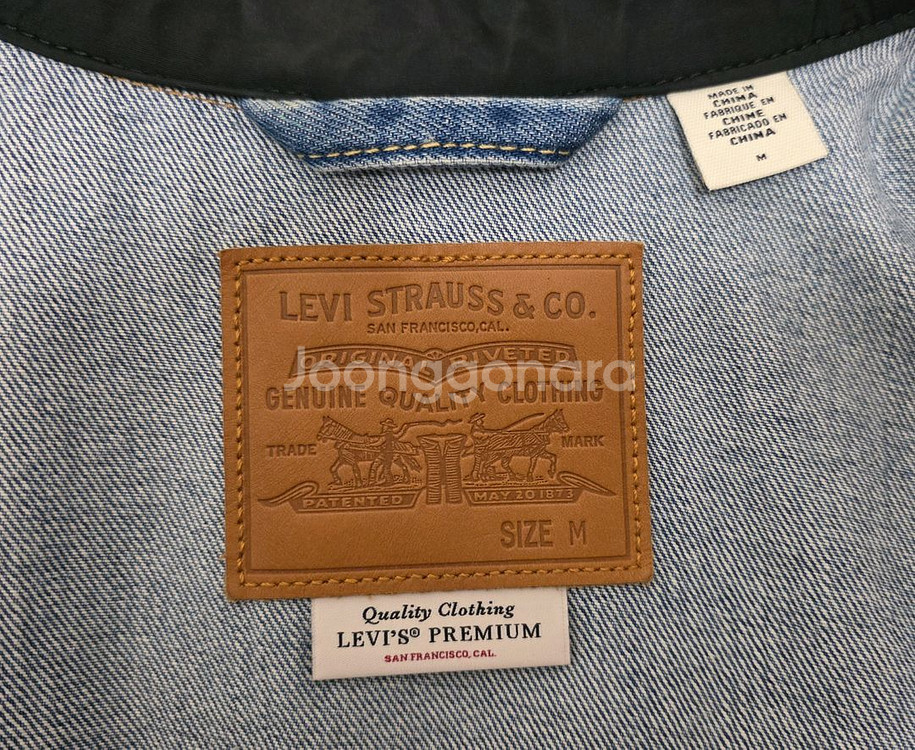 MADE IN
CHINA
FABRIQUE EN
CHINE
FABRICADO EN
CHINA
M
LEVI STRAUSS & CO.
SAN FRANCISCO, CAL.
ORIGINAL RIVETED
Joonggonara
GENUINE QUALITY CLOTHING
TRADE MARK
PATENTED MAY 20 1873
SIZE M
Quality Clothing
LEVI'S® PREMIUM
SAN FRANCISCO, CAL.